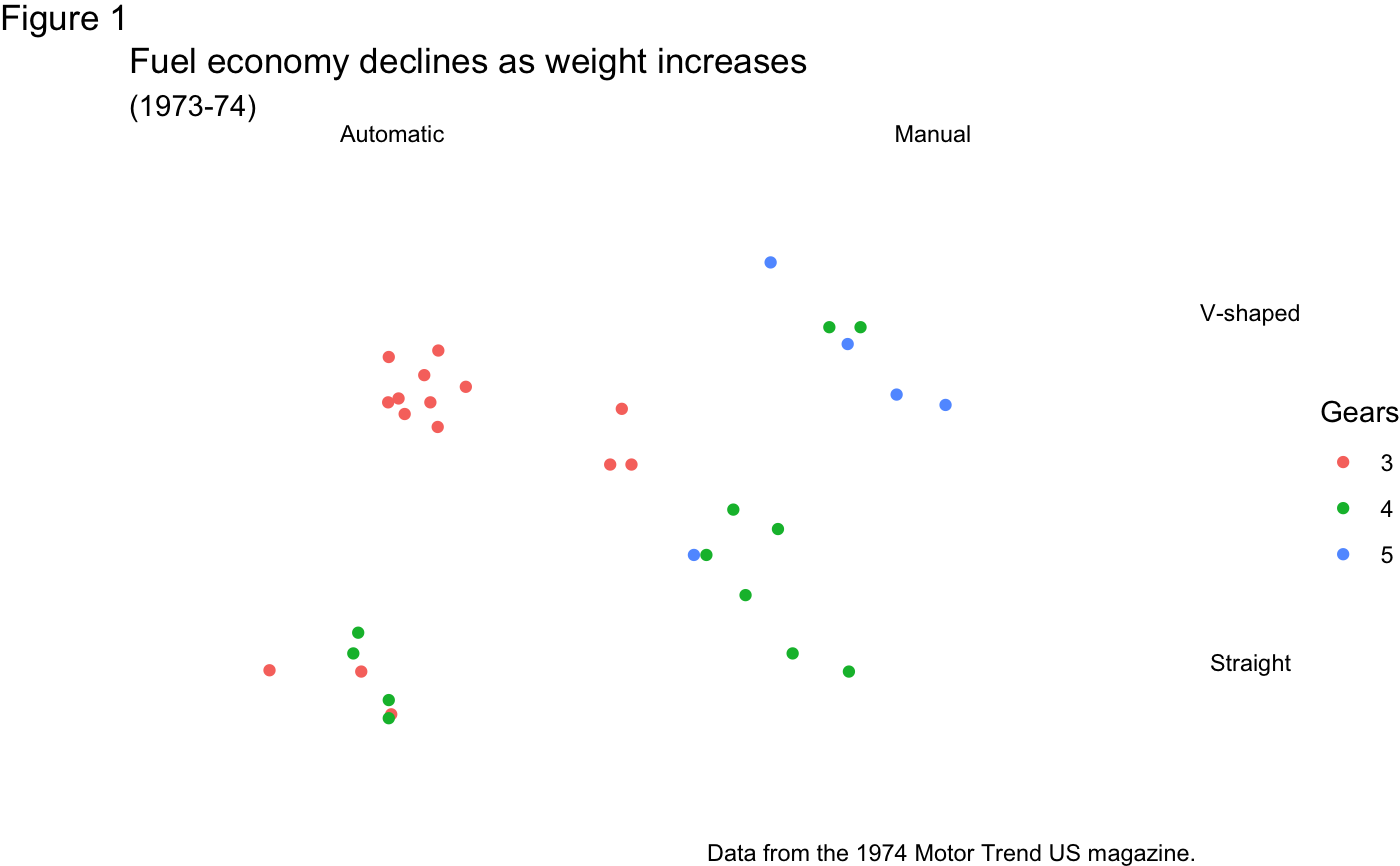 Figure 1
Fuel economy declines as weight increases
(1973-74)
Automatic
Manual
V-shaped
Straight
Gears
3
4
5
Data from the 1974 Motor Trend US magazine.